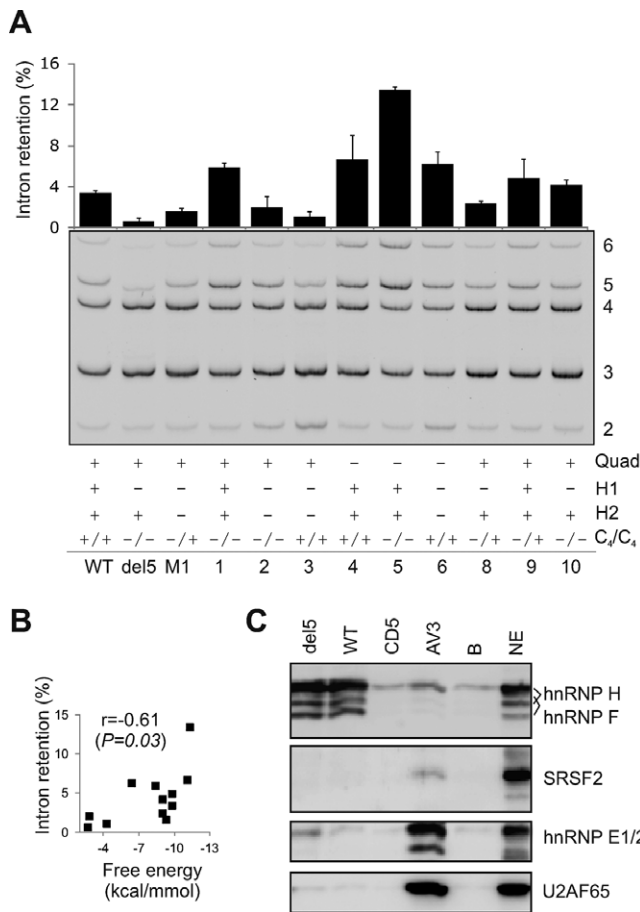 A
Intron retention (%)
16
12
8
4
0
6
5
4
3
2
+ + + + + + − − − + + + Quad
+ − − + − − + + − − + − H1
+ − − + − − + + − + − + H2
+/+ −/− −/+ −/− −/− +/+ +/+ −/− +/+ −/+ −/+ −/− C₄/C₄
WT del5 M1 1 2 3 4 5 6 8 9 10
B
Intron retention (%)
15
10
5
0
r=-0.61
(P=0.03)
-4 -7 -10 -13
Free energy
(kcal/mmol)
C
del5 WT CD5 AV3 B NE
hnRNP H
hnRNP F
SRSF2
hnRNP E1/2
U2AF65